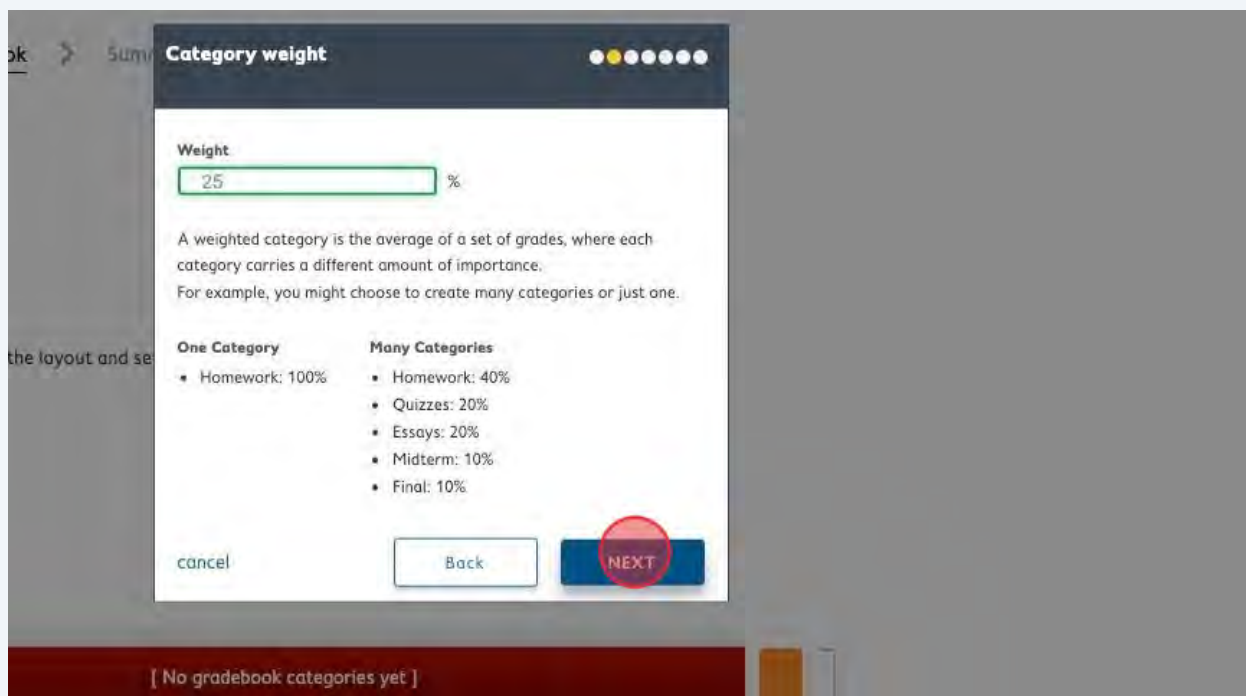 ok > Summ
Category weight
Weight
25 %
A weighted category is the average of a set of grades, where each
category carries a different amount of importance.
For example, you might choose to create many categories or just one.
One Category
• Homework: 100%
Many Categories
• Homework: 40%
• Quizzes: 20%
• Essays: 20%
• Midterm: 10%
• Final: 10%
the layout and se
cancel
Back
NEXT
[ No gradebook categories yet ]